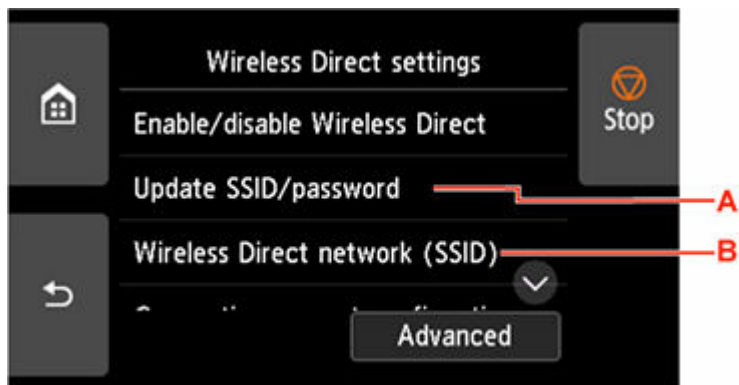 Wireless Direct settings
Stop
Enable/disable Wireless Direct
Update SSID/password
A
Wireless Direct network (SSID)
B
Advanced